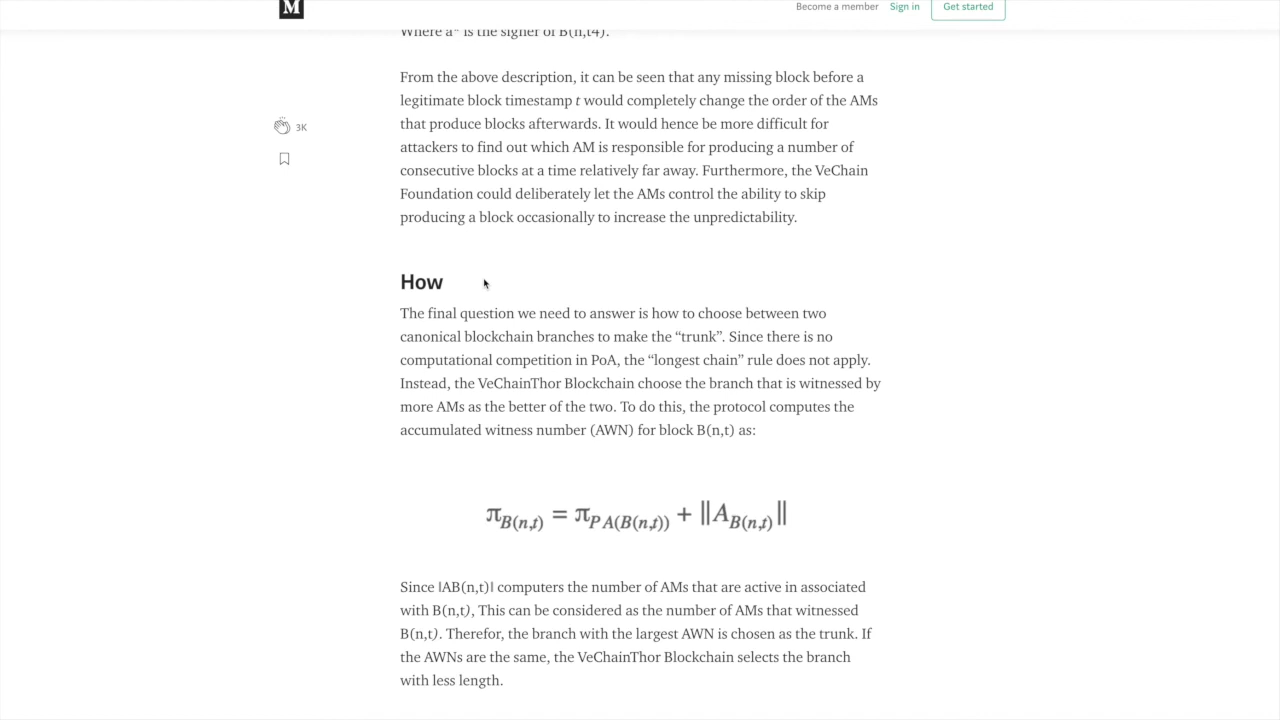 M
Become a member Sign in Get started
Where a* is the signer of B(n,t4).
From the above description, it can be seen that any missing block before a
legitimate block timestamp t would completely change the order of the AMs
that produce blocks afterwards. It would hence be more difficult for
attackers to find out which AM is responsible for producing a number of
consecutive blocks at a time relatively far away. Furthermore, the VeChain
Foundation could deliberately let the AMs control the ability to skip
producing a block occasionally to increase the unpredictability.
3K
How
The final question we need to answer is how to choose between two
canonical blockchain branches to make the “trunk”. Since there is no
computational competition in PoA, the “longest chain” rule does not apply.
Instead, the VeChainThor Blockchain choose the branch that is witnessed by
more AMs as the better of the two. To do this, the protocol computes the
accumulated witness number (AWN) for block B(n,t) as:
π_B(n,t) = π_PA(B(n,t)) + ||A_B(n,t)||
Since |AB(n,t)| computers the number of AMs that are active in associated
with B(n,t), This can be considered as the number of AMs that witnessed
B(n,t). Therefor, the branch with the largest AWN is chosen as the trunk. If
the AWNs are the same, the VeChainThor Blockchain selects the branch
with less length.